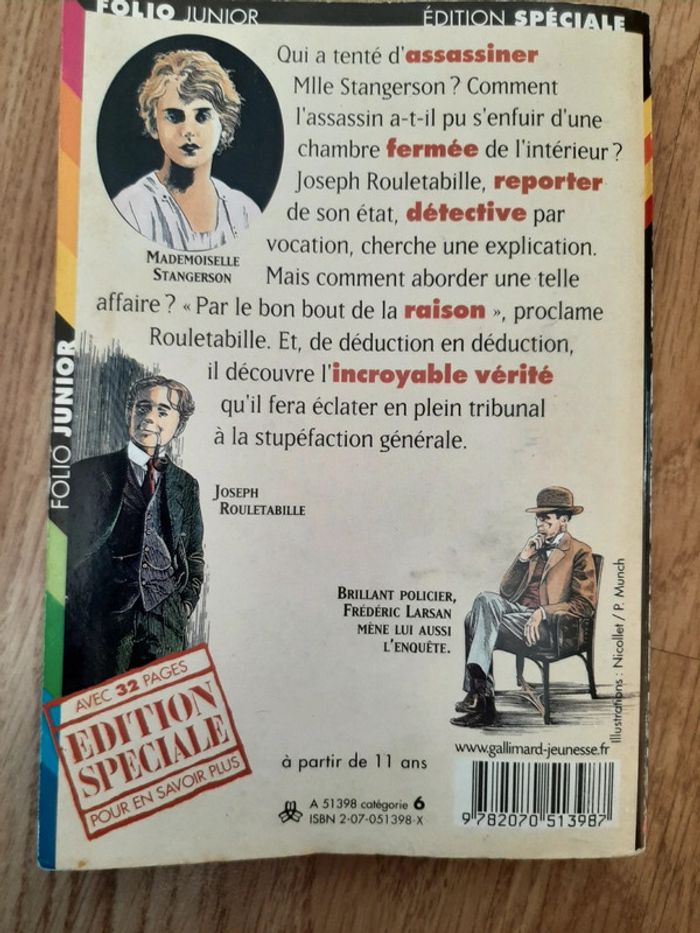 FOLIO JUNIOR
ÉDITION SPÉCIALE
Qui a tenté d'assassiner
Mlle Stangerson ? Comment
l'assassin a-t-il pu s'enfuir d'une
chambre fermée de l'intérieur ?
Joseph Rouletabille, reporter
de son état, détective par
vocation, cherche une explication.
Mais comment aborder une telle
affaire ? « Par le bon bout de la raison », proclame
Rouletabille. Et, de déduction en déduction,
il découvre l'incroyable vérité
qu'il fera éclater en plein tribunal
à la stupéfaction générale.
MADEMOISELLE
STANGERSON
FOLIO JUNIOR
JOSEPH
ROULETABILLE
BRILLANT POLICIER,
FRÉDÉRIC LARSAN
MÈNE LUI AUSSI
L'ENQUÊTE.
Illustrations : Nicollet / P. Munch
AVEC 32 PAGES
EDITION
SPECIALE
POUR EN SAVOIR PLUS
à partir de 11 ans
www.gallimard-jeunesse.fr
A 51398 catégorie 6
ISBN 2-07-051398-X
9 782070 513987